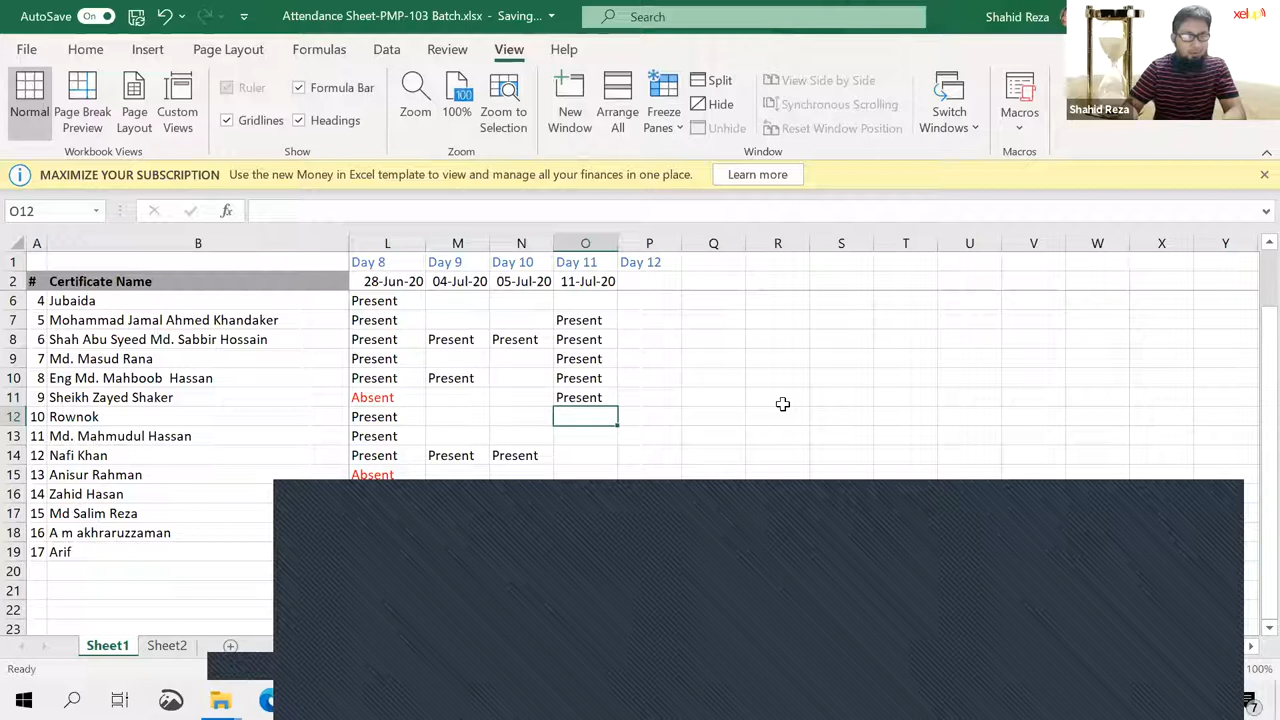 AutoSave On Attendance Sheet-PMP-103 Batch.xlsx - Saving... Search Shahid Reza
File Home Insert Page Layout Formulas Data Review View Help
Normal Page Break Preview Page Layout Custom Views
Workbook Views
Ruler Formula Bar
Gridlines Headings
Show
Zoom 100% Zoom to Selection
Zoom
New Window Arrange All Freeze Panes
Split
Hide
Unhide
View Side by Side
Synchronous Scrolling
Reset Window Position
Window
Switch Windows
Macros
Macros
Shahid Reza
MAXIMIZE YOUR SUBSCRIPTION Use the new Money in Excel template to view and manage all your finances in one place. Learn more
O12 fx
A B L M N O P Q R S T U V W X Y
1 Day 8 Day 9 Day 10 Day 11 Day 12
2 # Certificate Name 28-Jun-20 04-Jul-20 05-Jul-20 11-Jul-20
6 4 Jubaida Present
7 5 Mohammad Jamal Ahmed Khandaker Present Present
8 6 Shah Abu Syeed Md. Sabbir Hossain Present Present Present Present
9 7 Md. Masud Rana Present Present
10 8 Eng Md. Mahboob Hassan Present Present Present
11 9 Sheikh Zayed Shaker Absent Present
12 10 Rownok Present
13 11 Md. Mahmudul Hassan Present
14 12 Nafi Khan Present Present Present
15 13 Anisur Rahman Absent
16 14 Zahid Hasan
17 15 Md Salim Reza
18 16 A m akhraruzzaman
19 17 Arif
20
21
22
23
Sheet1 Sheet2
Ready 100%
7